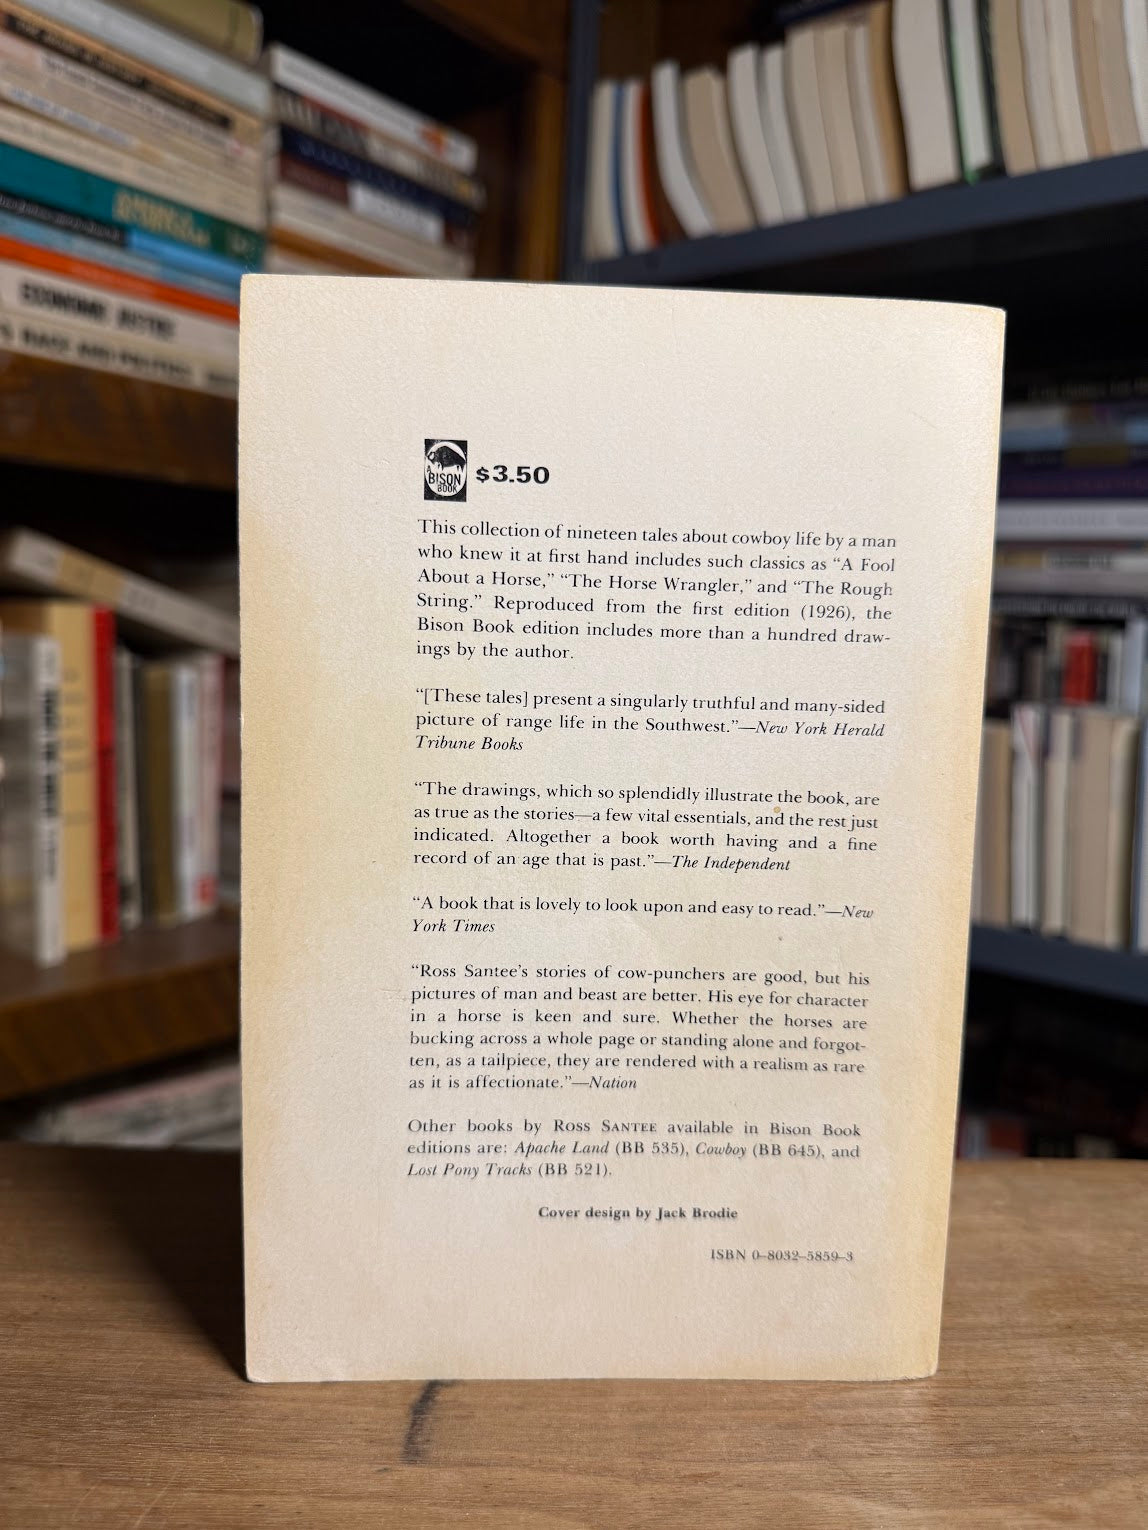 ECONOMIC JUSTICE
RACE AND POLITICS
A
BISON
BOOK
$3.50
This collection of nineteen tales about cowboy life by a man
who knew it at first hand includes such classics as “A Fool
About a Horse,” “The Horse Wrangler,” and “The Rough
String.” Reproduced from the first edition (1926), the
Bison Book edition includes more than a hundred draw-
ings by the author.
“[These tales] present a singularly truthful and many-sided
picture of range life in the Southwest.”—New York Herald
Tribune Books
“The drawings, which so splendidly illustrate the book, are
as true as the stories—a few vital essentials, and the rest just
indicated. Altogether a book worth having and a fine
record of an age that is past.”—The Independent
“A book that is lovely to look upon and easy to read.”—New
York Times
“Ross Santee’s stories of cow-punchers are good, but his
pictures of man and beast are better. His eye for character
in a horse is keen and sure. Whether the horses are
bucking across a whole page or standing alone and forgot-
ten, as a tailpiece, they are rendered with a realism as rare
as it is affectionate.”—Nation
Other books by ROSS SANTEE available in Bison Book
editions are: Apache Land (BB 535), Cowboy (BB 645), and
Lost Pony Tracks (BB 521).
Cover design by Jack Brodie
ISBN 0–8032–5859–3